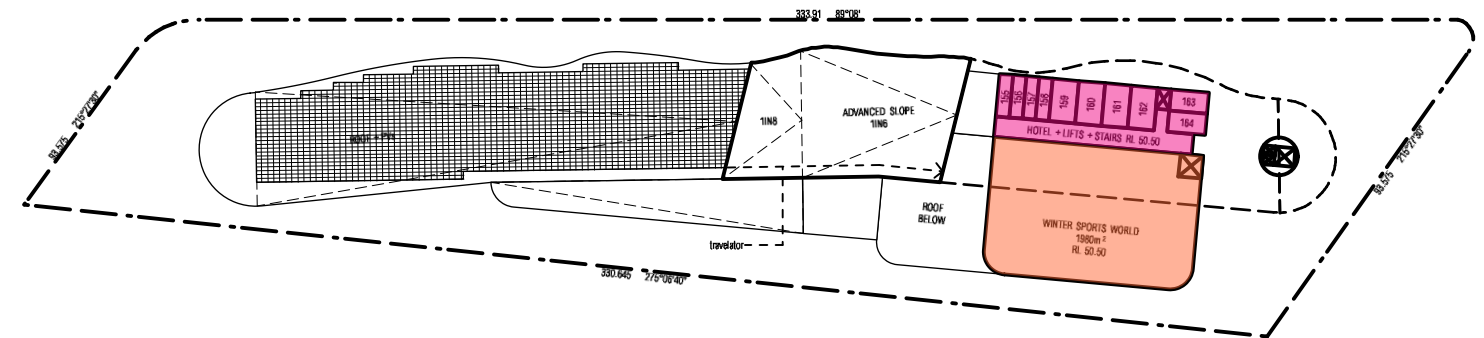 333.91 89°08'
93.575 215°27'30"
ROOF + PVs
1IN8
ADVANCED SLOPE
1IN6
155
156
157
158
159
160
161
162
163
164
HOTEL + LIFTS + STAIRS RL 50.50
ROOF
BELOW
WINTER SPORTS WORLD
1980m²
RL 50.50
travelator
330.645 275°06'40"
93.575 215°27'30"